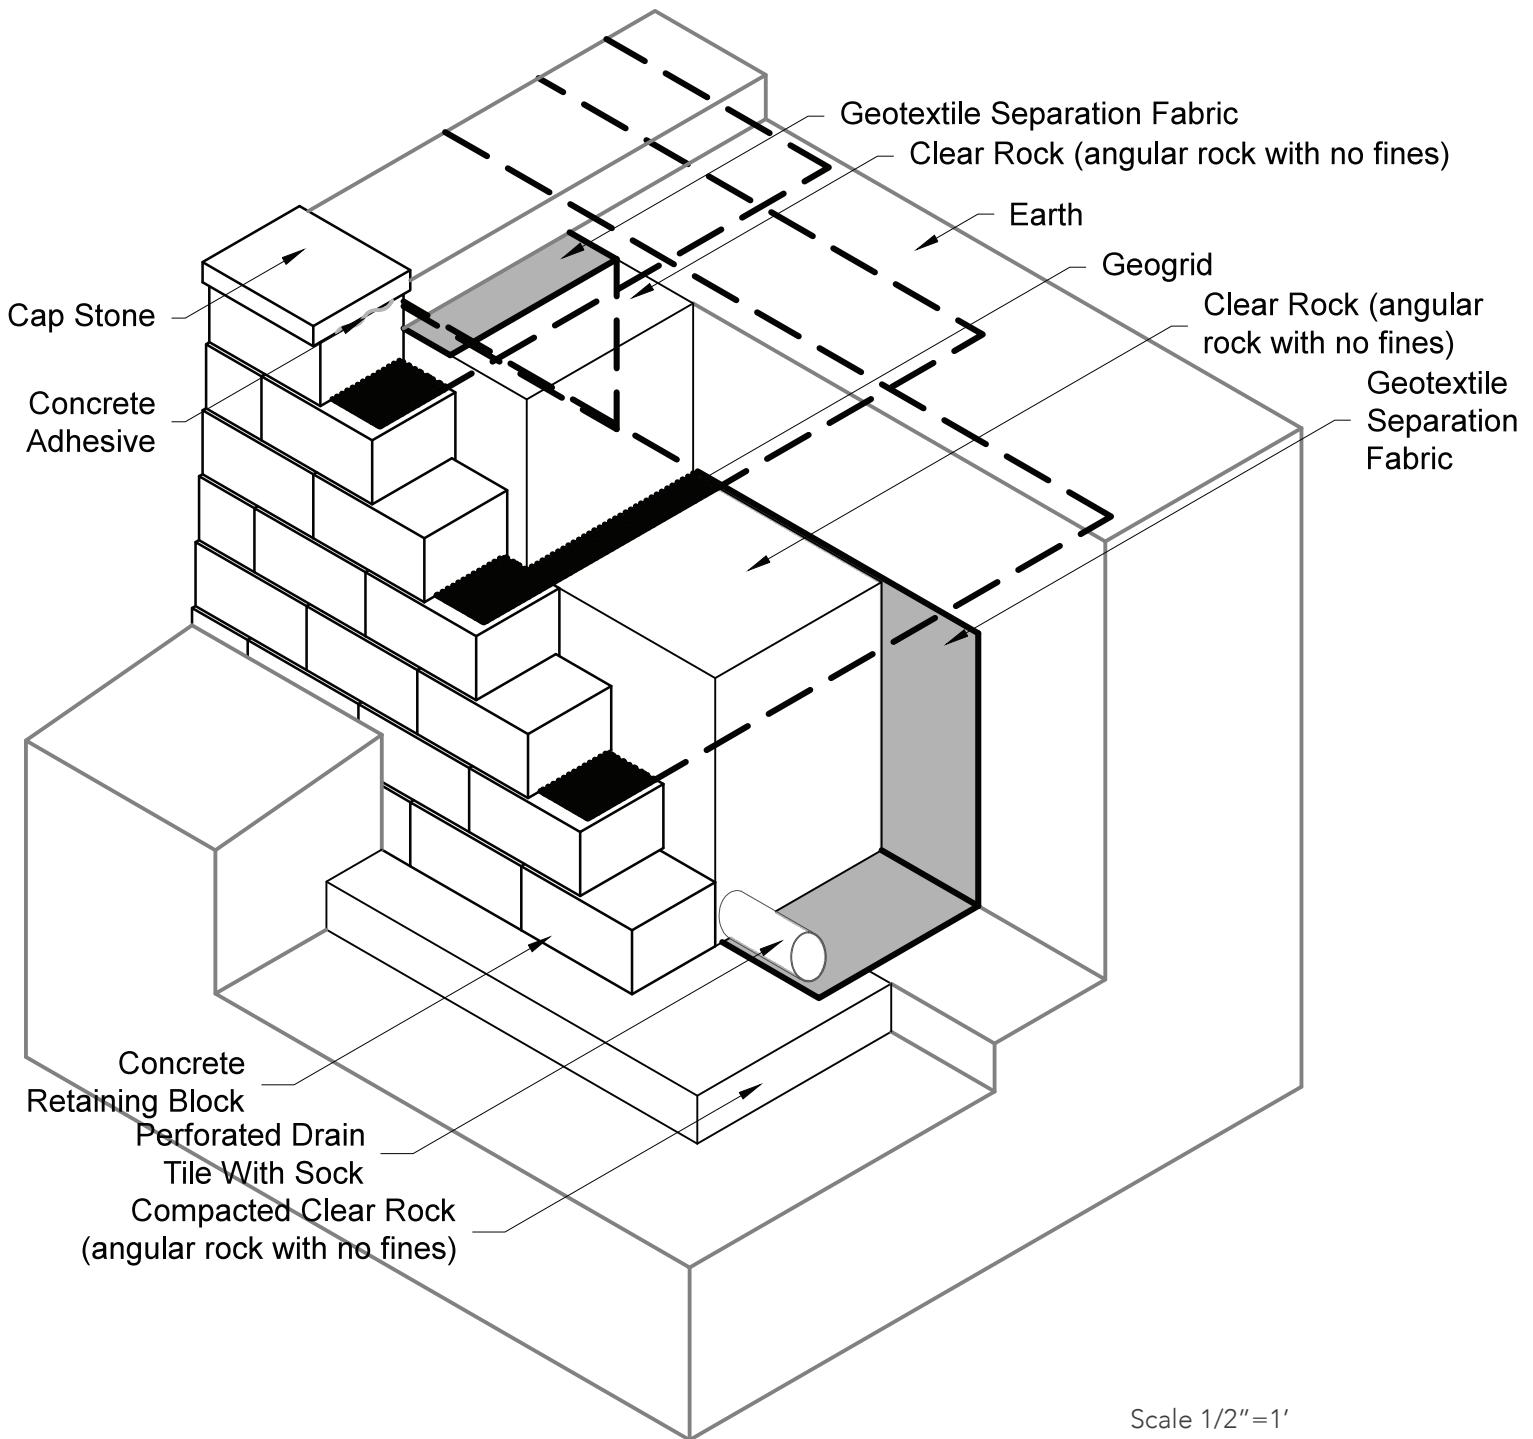 Geotextile Separation Fabric
Clear Rock (angular rock with no fines)
Earth
Geogrid
Clear Rock (angular
rock with no fines)
Geotextile
Separation
Fabric
Cap Stone
Concrete
Adhesive
Concrete
Retaining Block
Perforated Drain
Tile With Sock
Compacted Clear Rock
(angular rock with no fines)
Scale 1/2”=1’